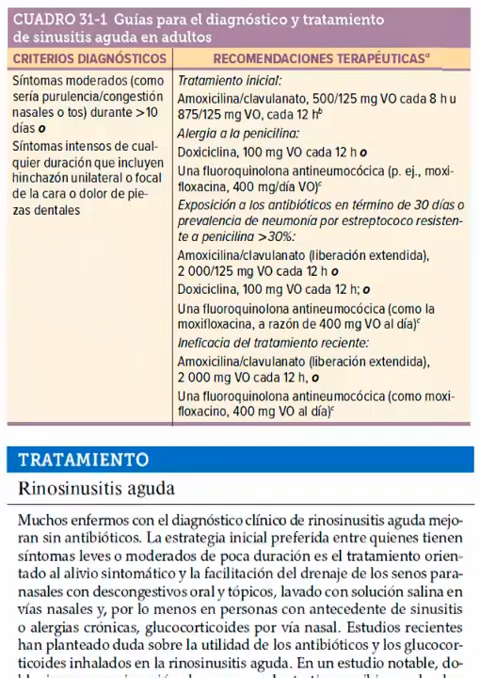 CUADRO 31-1 Guías para el diagnóstico y tratamiento
de sinusitis aguda en adultos
CRITERIOS DIAGNÓSTICOS
RECOMENDACIONES TERAPÉUTICASa
Síntomas moderados (como
sería purulencia/congestión
nasales o tos) durante >10
días o
Síntomas intensos de cual-
quier duración que incluyen
hinchazón unilateral o focal
de la cara o dolor de pie-
zas dentales
Tratamiento inicial:
Amoxicilina/clavulanato, 500/125 mg VO cada 8 h u
875/125 mg VO, cada 12 hb
Alergia a la penicilina:
Doxiciclina, 100 mg VO cada 12 h o
Una fluoroquinolona antineumocócica (p. ej., moxi-
floxacina, 400 mg/día VO)c
Exposición a los antibióticos en término de 30 días o
prevalencia de neumonía por estreptococo resisten-
te a penicilina >30%:
Amoxicilina/clavulanato (liberación extendida),
2 000/125 mg VO cada 12 h o
Doxiciclina, 100 mg VO cada 12 h; o
Una fluoroquinolona antineumocócica (como la
moxifloxacina, a razón de 400 mg VO al día)c
Ineficacia del tratamiento reciente:
Amoxicilina/clavulanato (liberación extendida),
2 000 mg VO cada 12 h, o
Una fluoroquinolona antineumocócica (como moxi-
floxacino, 400 mg VO al día)c
TRATAMIENTO
Rinosinusitis aguda
Muchos enfermos con el diagnóstico clínico de rinosinusitis aguda mejo-
ran sin antibióticos. La estrategia inicial preferida entre quienes tienen
síntomas leves o moderados de poca duración es el tratamiento orien-
tado al alivio sintomático y la facilitación del drenaje de los senos para-
nasales con descongestivos oral y tópicos, lavado con solución salina en
vías nasales y, por lo menos en personas con antecedente de sinusitis
o alergias crónicas, glucocorticoides por vía nasal. Estudios recientes
han planteado duda sobre la utilidad de los antibióticos y los glucocor-
ticoides inhalados en la rinosinusitis aguda. En un estudio notable, do-